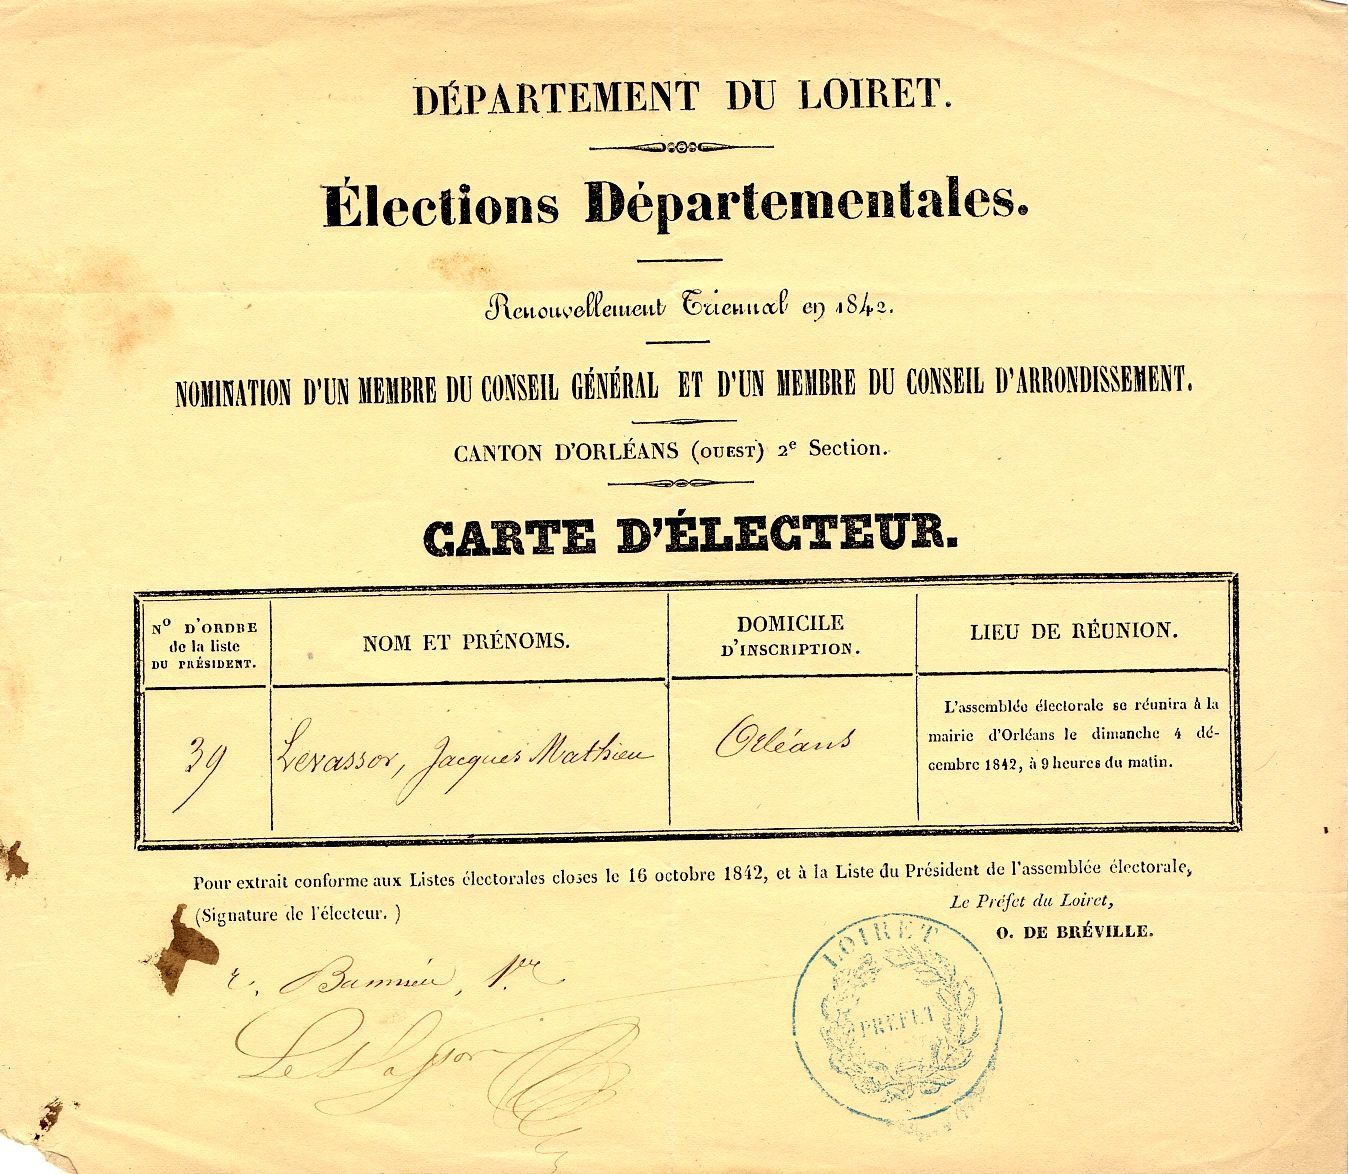 DÉPARTEMENT DU LOIRET.
Élections Départementales.
Renouvellement Triennal en 1842.
NOMINATION D'UN MEMBRE DU CONSEIL GÉNÉRAL ET D'UN MEMBRE DU CONSEIL D'ARRONDISSEMENT.
CANTON D'ORLÉANS (OUEST) 2e Section.
CARTE D'ÉLECTEUR.
No D'ORDRE
de la liste
DU PRÉSIDENT.
NOM ET PRÉNOMS.
DOMICILE
D'INSCRIPTION.
LIEU DE RÉUNION.
39
Levassor, Jacques Mathieu
Orléans
L'assemblée électorale se réunira à la
mairie d'Orléans le dimanche 4 dé-
cembre 1842, à 9 heures du matin.
Pour extrait conforme aux Listes électorales closes le 16 octobre 1842, et à la Liste du Président de l'assemblée électorale,
(Signature de l'électeur. )
Le Préfet du Loiret,
O. DE BRÉVILLE.
LOIRET
PRÉFET
r. Bannier, 1er